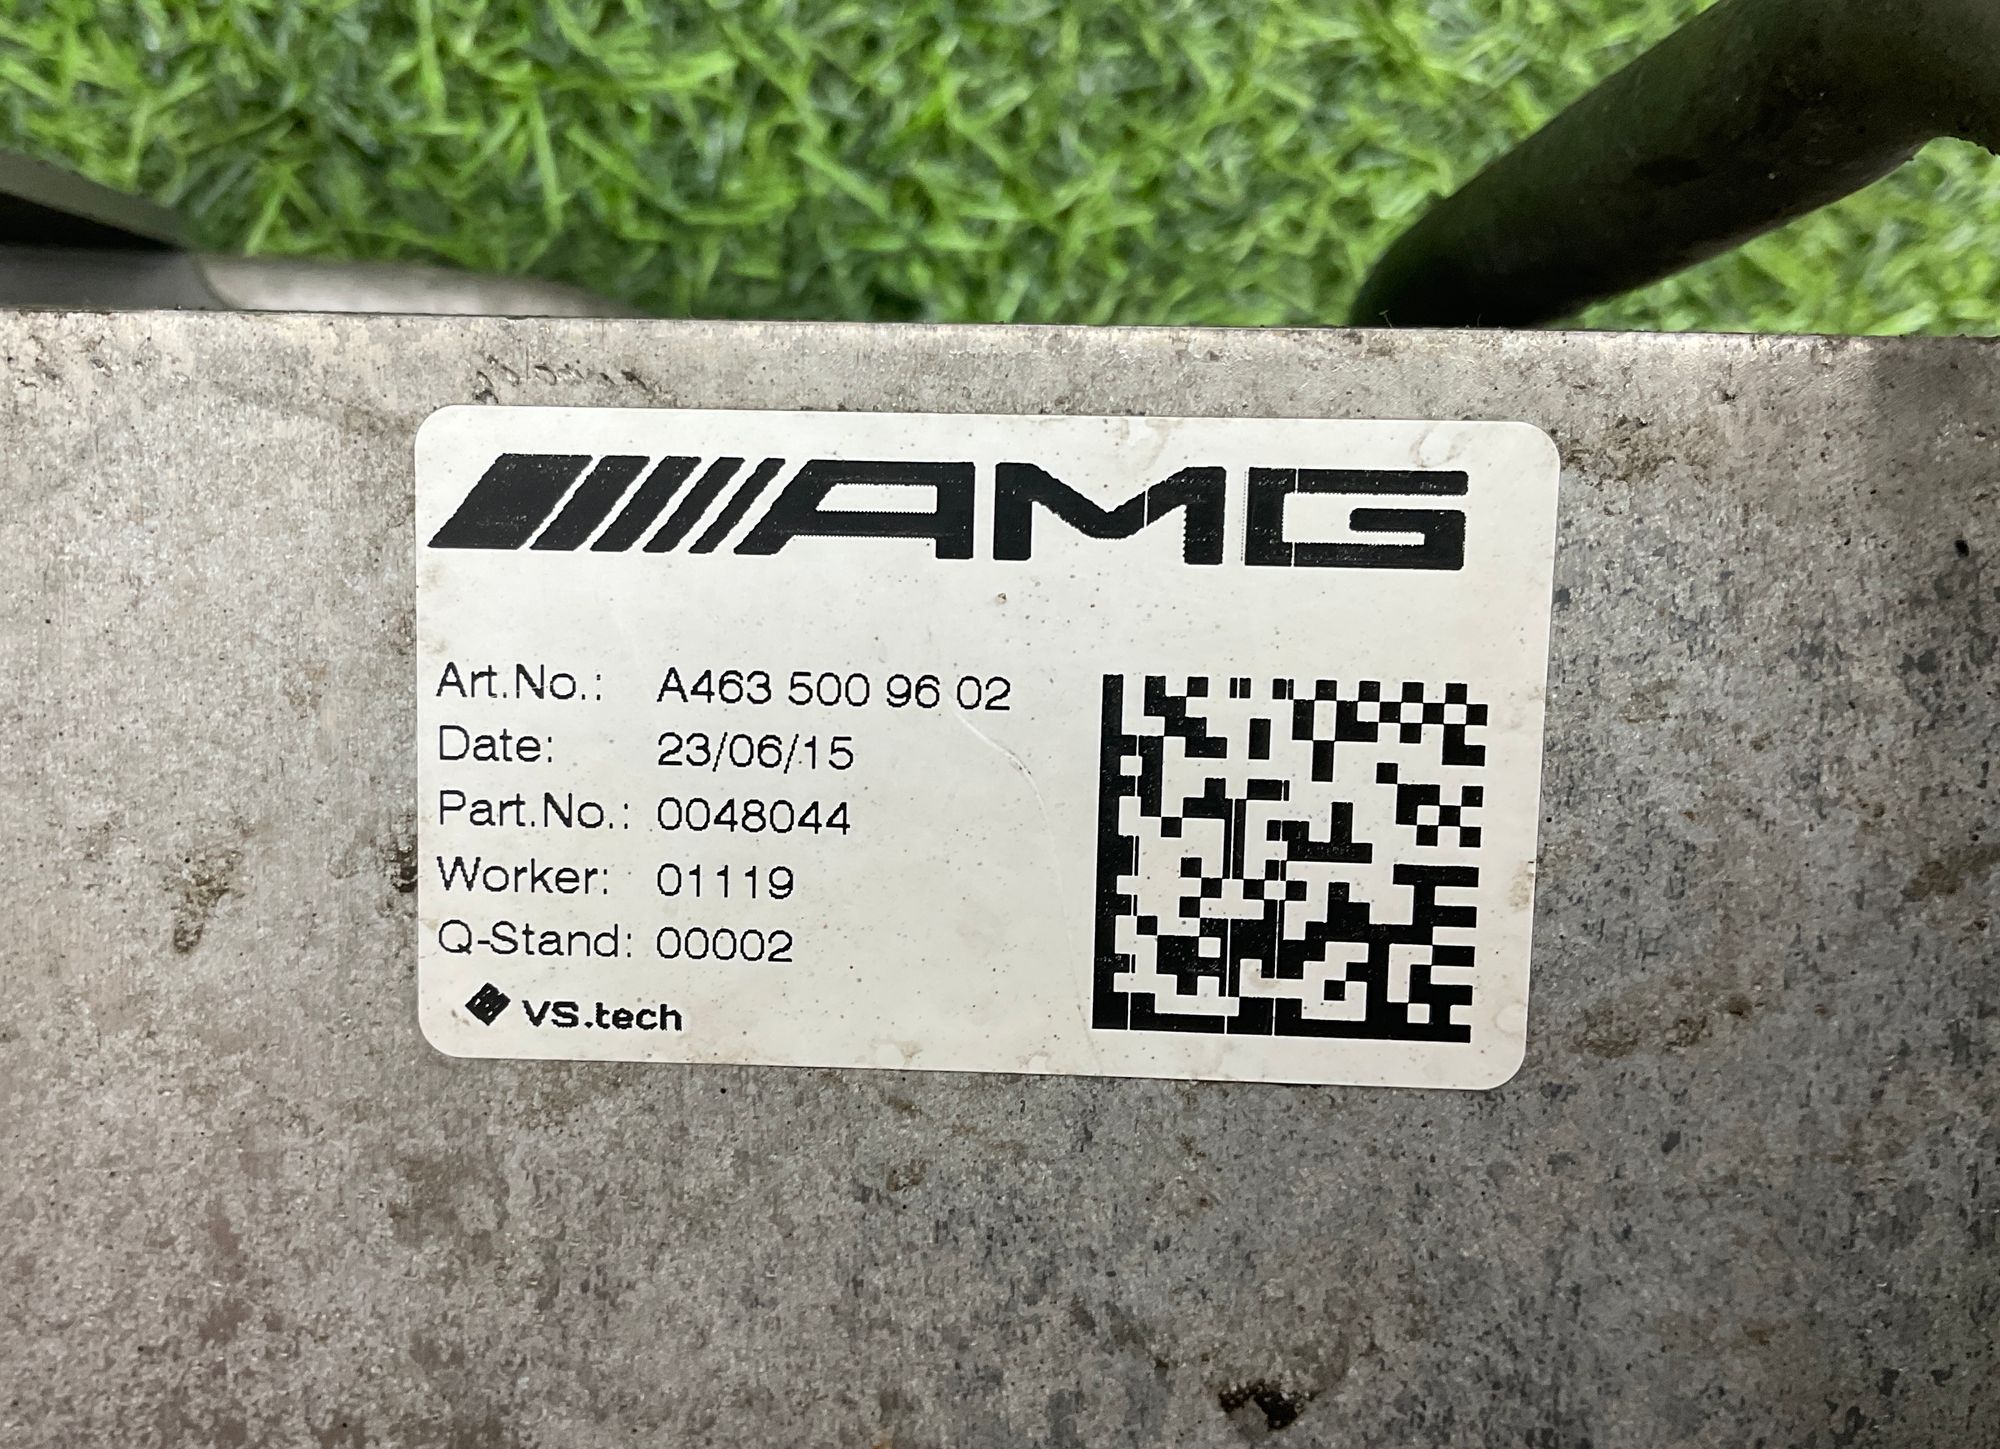 AMG
Art.No.: A463 500 96 02
Date: 23/06/15
Part.No.: 0048044
Worker: 01119
Q-Stand: 00002
VS.tech